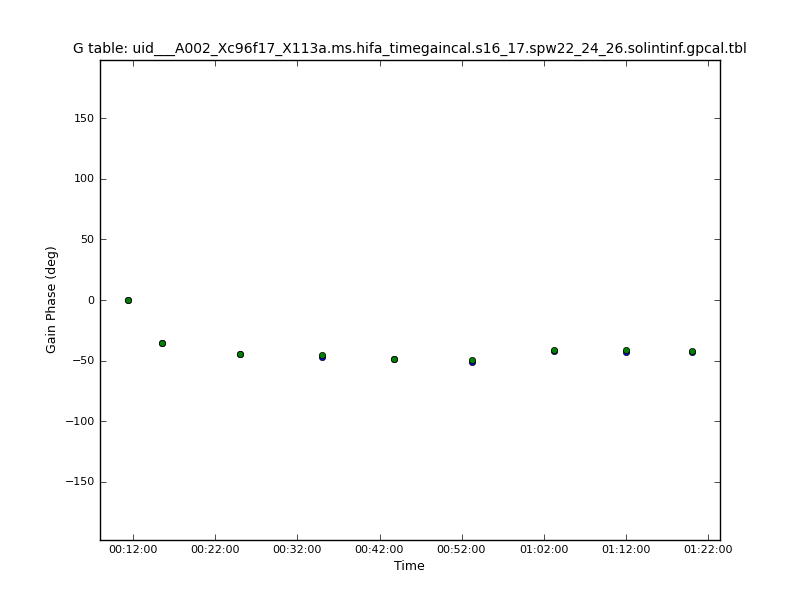 G table: uid___A002_Xc96f17_X113a.ms.hifa_timegaincal.s16_17.spw22_24_26.solintinf.gpcal.tbl
150
100
50
0
−50
−100
−150
Gain Phase (deg)
00:12:00 00:22:00 00:32:00 00:42:00 00:52:00 01:02:00 01:12:00 01:22:00
Time